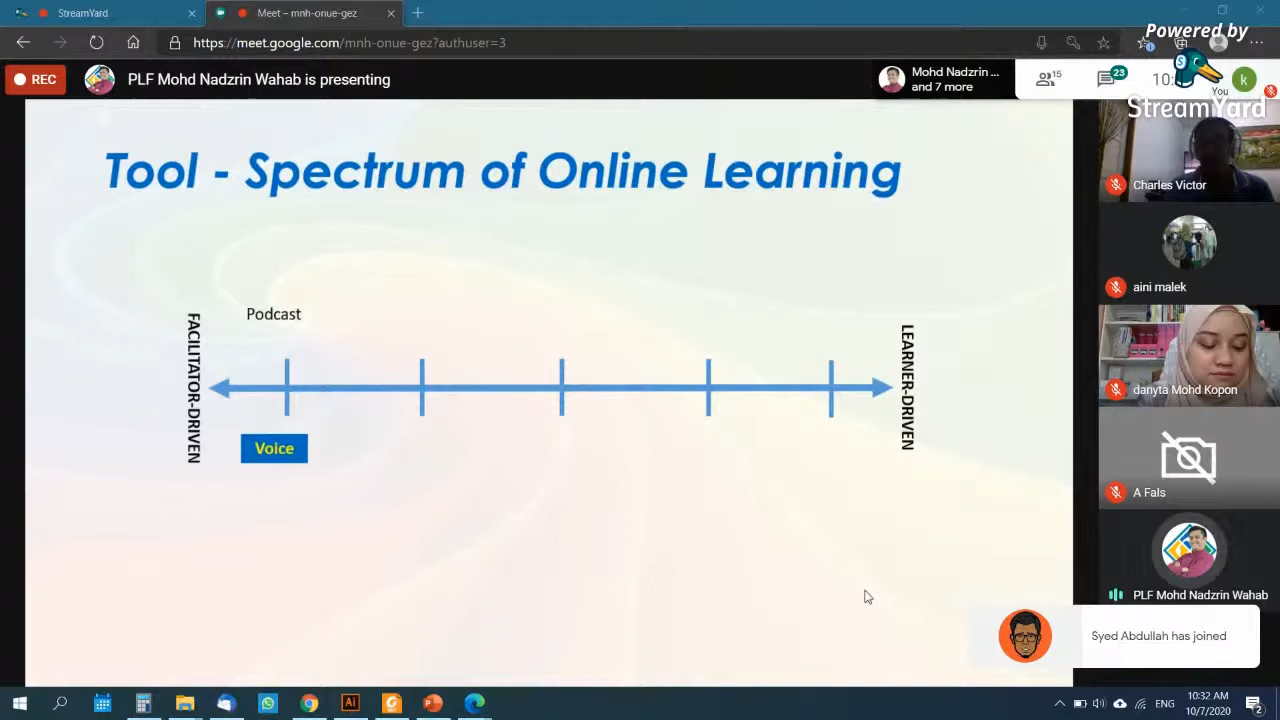 StreamYard
Meet – mnh-onue-gez
https://meet.google.com/mnh-onue-gez?authuser=3
Powered by
StreamYard
REC
PLF Mohd Nadzrin Wahab is presenting
Mohd Nadzrin ...
and 7 more
15
23
10:
You
k
Tool - Spectrum of Online Learning
Podcast
FACILITATOR-DRIVEN
LEARNER-DRIVEN
Voice
Charles Victor
aini malek
danyta Mohd Kopon
A Fals
PLF Mohd Nadzrin Wahab
Syed Abdullah has joined
Ai
ENG
10:32 AM
10/7/2020
2